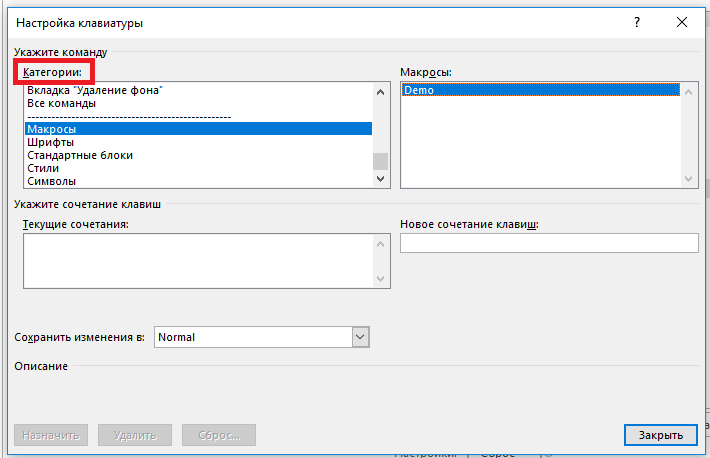 Настройка клавиатуры
Укажите команду
Категории:
Макросы:
Вкладка "Удаление фона"
Все команды
Макросы
Шрифты
Стандартные блоки
Стили
Символы
Demo
Укажите сочетание клавиш
Текущие сочетания:
Новое сочетание клавиш:
Сохранить изменения в:
Normal
Описание
Назначить
Удалить
Сброс...
Закрыть